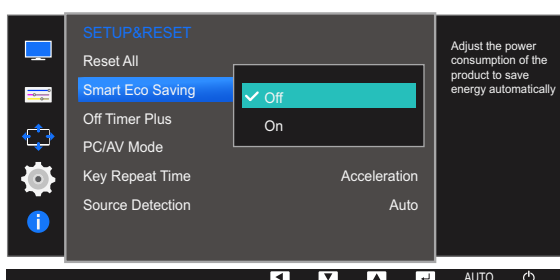 SETUP&RESET
Reset All
Smart Eco Saving
Off
On
Off Timer Plus
PC/AV Mode
Key Repeat Time Acceleration
Source Detection Auto
Adjust the power
consumption of the
product to save
energy automatically
AUTO